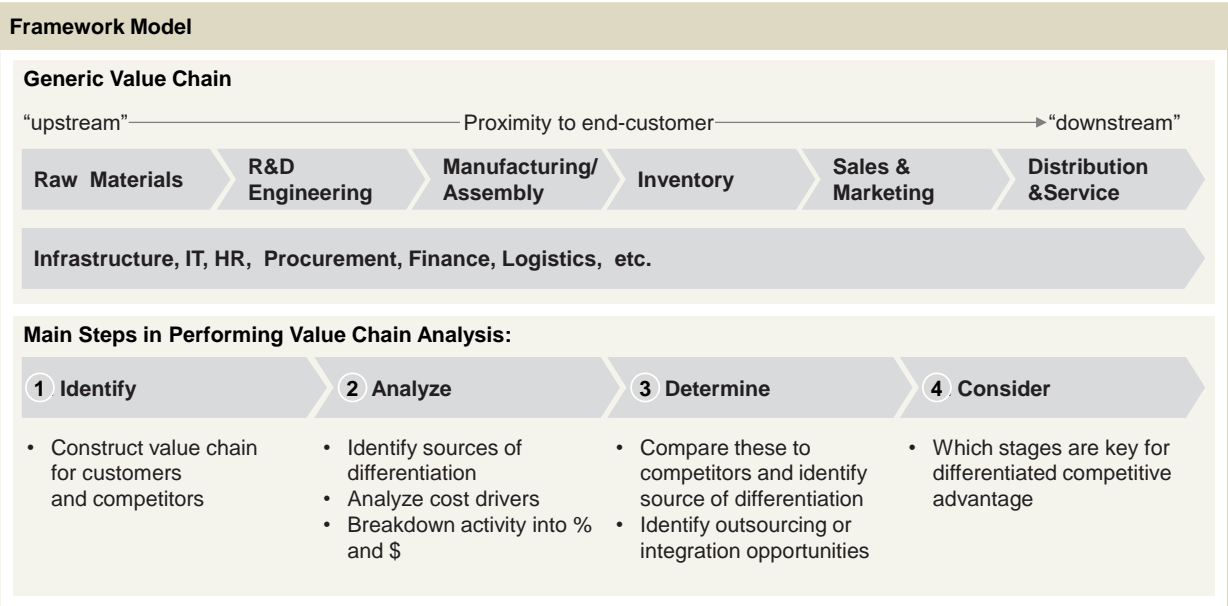 Framework Model
Generic Value Chain
“upstream” Proximity to end-customer “downstream”
Raw Materials
R&D
Engineering
Manufacturing/
Assembly
Inventory
Sales &
Marketing
Distribution
&Service
Infrastructure, IT, HR, Procurement, Finance, Logistics, etc.
Main Steps in Performing Value Chain Analysis:
1 Identify
• Construct value chain
for customers
and competitors
2 Analyze
• Identify sources of
differentiation
• Analyze cost drivers
• Breakdown activity into %
and $
3 Determine
• Compare these to
competitors and identify
source of differentiation
• Identify outsourcing or
integration opportunities
4 Consider
• Which stages are key for
differentiated competitive
advantage